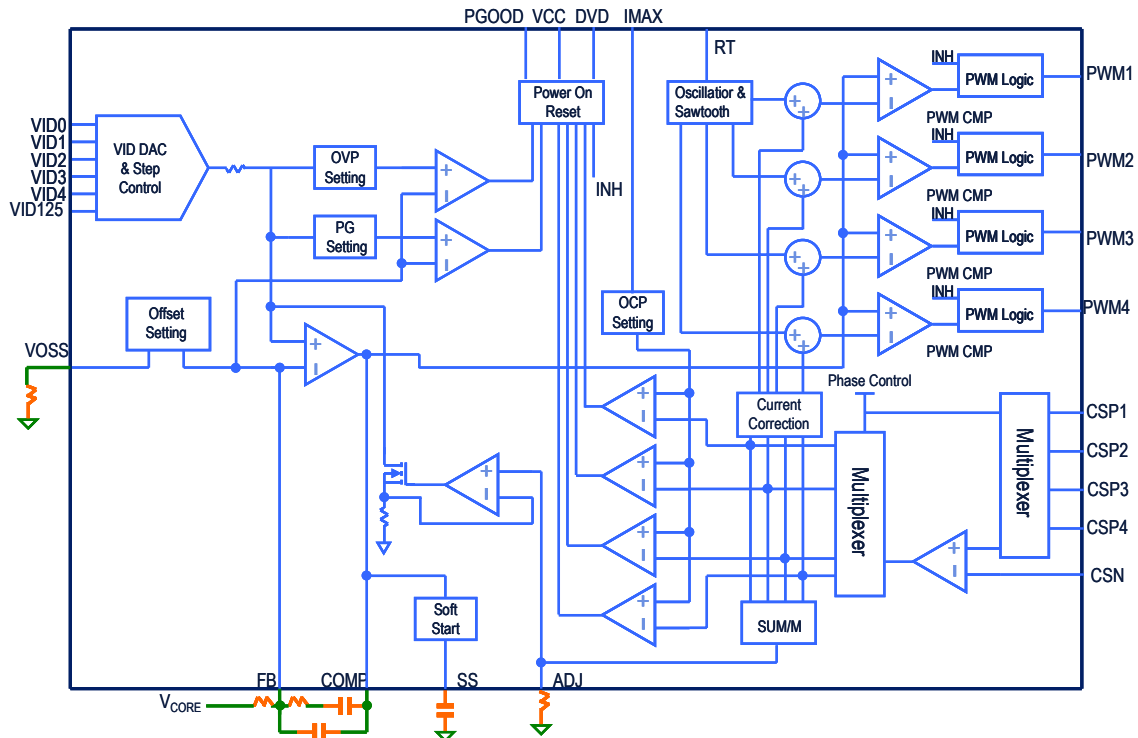 PGOOD VCC DVD IMAX
RT
INH
PWM Logic
PWM1
Power On
Reset
Oscillatior &
Sawtooth
VID0
VID1
VID2
VID3
VID4
VID125
VID DAC
& Step
Control
OVP
Setting
PWM CMP
INH
PWM Logic
PWM2
INH
PG
Setting
PWM CMP
INH
PWM Logic
PWM3
PWM CMP
INH
PWM Logic
PWM4
PWM CMP
Offset
Setting
OCP
Setting
VOSS
Phase Control
Current
Correction
Multiplexer
Multiplexer
CSP1
CSP2
CSP3
CSP4
CSN
Soft
Start
SUM/M
FB COMP SS ADJ
VCORE